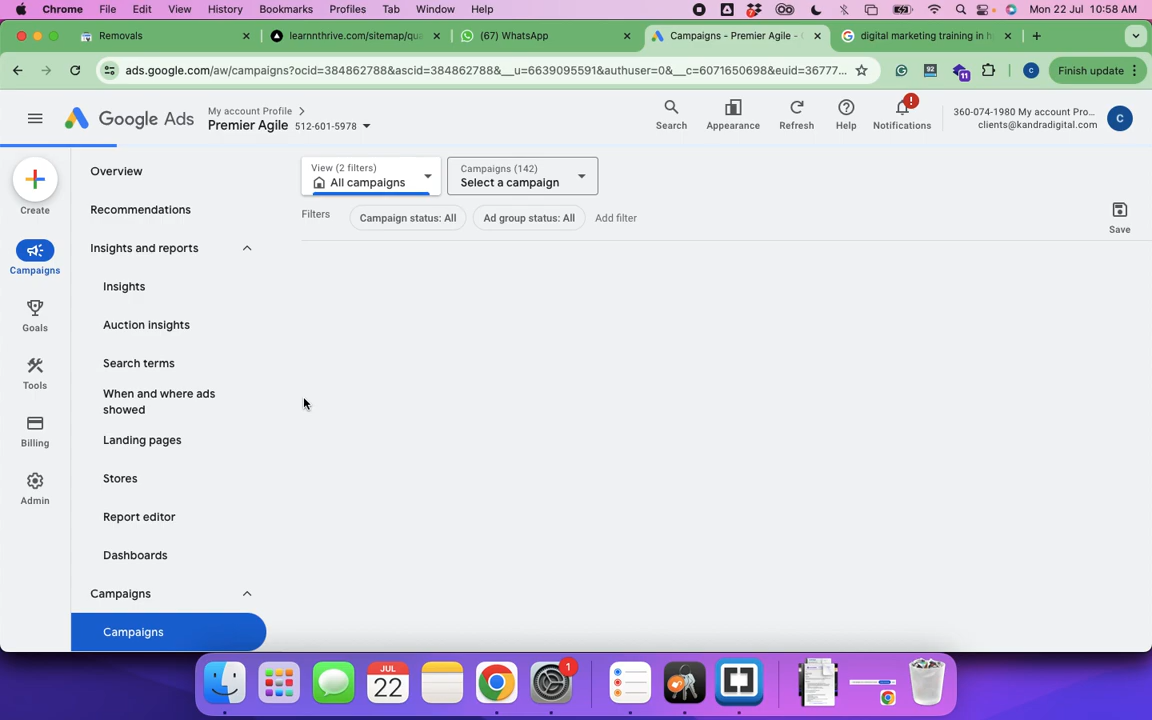 Chrome File Edit View History Bookmarks Profiles Tab Window Help Mon 22 Jul 10:58 AM
Removals learnnthrive.com/sitemap/qua (67) WhatsApp Campaigns - Premier Agile - digital marketing training in h
ads.google.com/aw/campaigns?ocid=384862788&ascid=384862788&__u=6639095591&authuser=0&__c=6071650698&euid=36777... 92 11 C Finish update
Google Ads
My account Profile
Premier Agile 512-601-5978
Search Appearance Refresh Help Notifications
360-074-1980 My account Pro...
clients@kandradigital.com
C
Create
Campaigns
Goals
Tools
Billing
Admin
Overview
Recommendations
Insights and reports
Insights
Auction insights
Search terms
When and where ads
showed
Landing pages
Stores
Report editor
Dashboards
Campaigns
Campaigns
View (2 filters)
All campaigns
Campaigns (142)
Select a campaign
Filters Campaign status: All Ad group status: All Add filter
Save
JUL
22
1